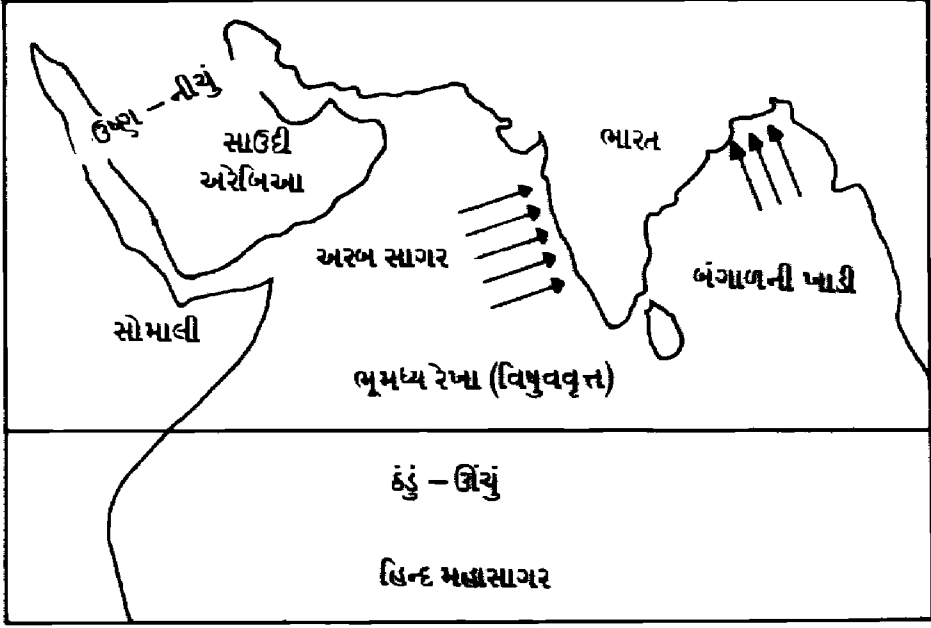 ઉષ્ણ – નીચું
સાઉદી
અરેબિઆ
ભારત
અરબ સાગર
બંગાળની ખાડી
સોમાલી
ભૂમધ્ય રેખા (વિષુવવૃત્ત)
ઠંડું – ઊંચું
હિન્દ મહાસાગર